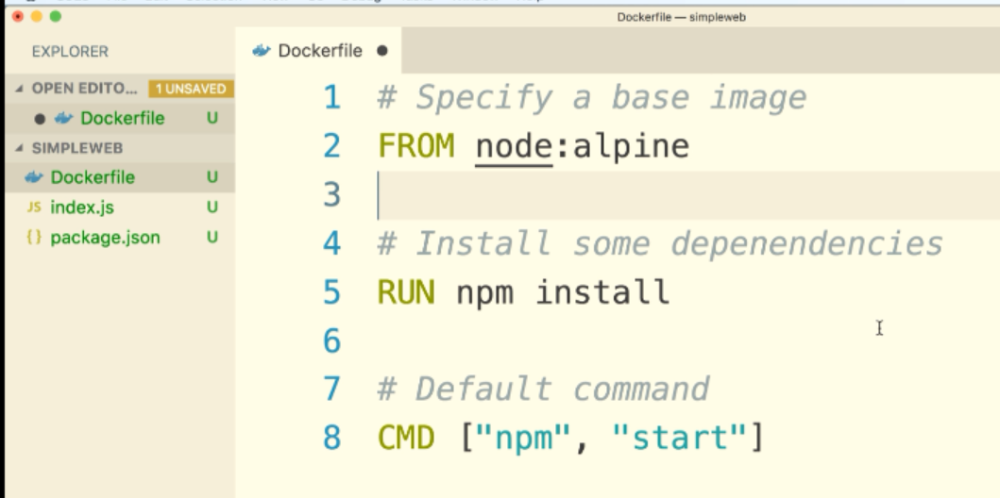 Dockerfile — simpleweb
EXPLORER
Dockerfile
OPEN EDITO... 1 UNSAVED
Dockerfile U
SIMPLEWEB
Dockerfile U
JS index.js U
{} package.json U
1 # Specify a base image
2 FROM node:alpine
3
4 # Install some depenendencies
5 RUN npm install
6
7 # Default command
8 CMD ["npm", "start"]